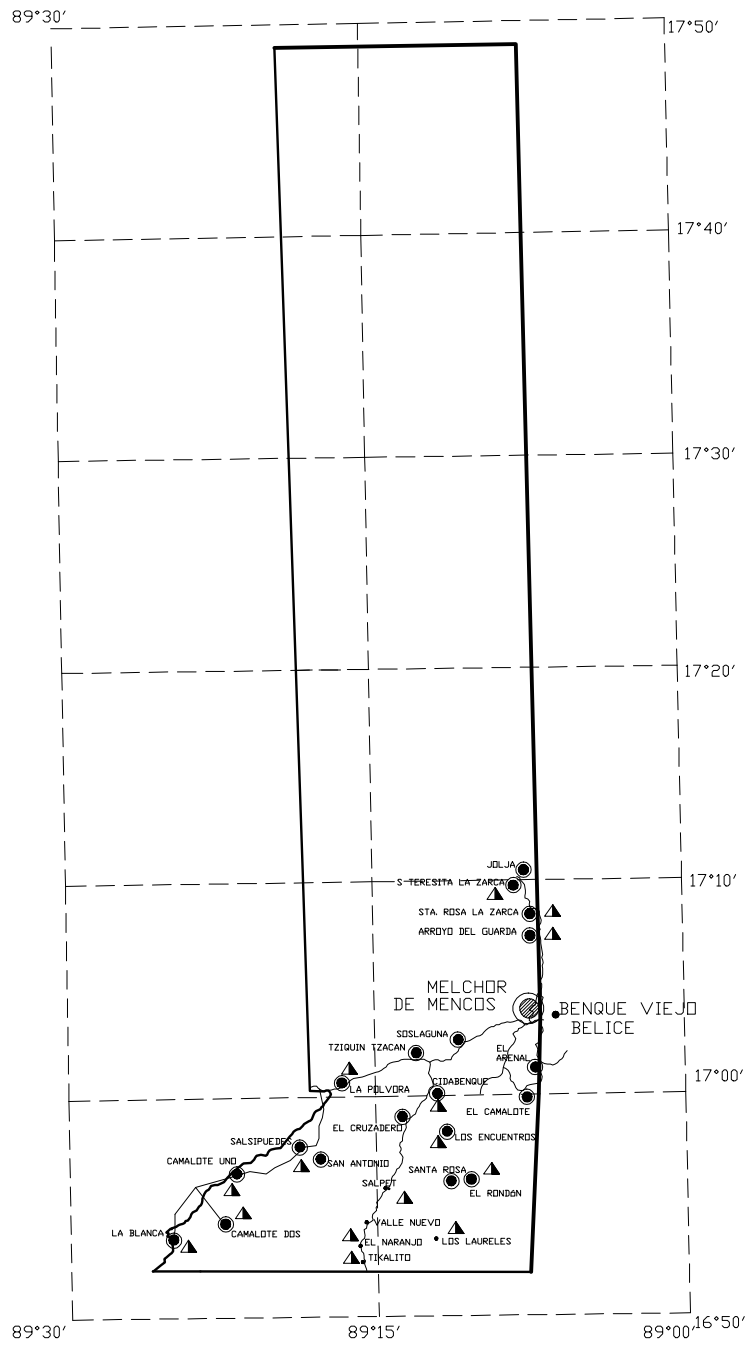 89°30′
17°50′
17°40′
17°30′
17°20′
JOLJA
S TERESITA LA ZARCA
17°10′
STA. ROSA LA ZARCA
ARROYO DEL GUARDA
MELCHOR
DE MENCOS
BENQUE VIEJO
BELICE
SOSLAGUNA
TZIQUIN TZACAN
EL
ARENAL
17°00′
LA POLVORA
CIDABENQUE
EL CAMALOTE
EL CRUZADERO
LOS ENCUENTROS
SALSIPUEDES
CAMALOTE UNO
SAN ANTONIO
SANTA ROSA
SALPET
EL RONDóN
VALLE NUEVO
LA BLANCA
CAMALOTE DOS
EL NARANJO
LOS LAURELES
TIKALITO
16°50′
89°30′
89°15′
89°00′